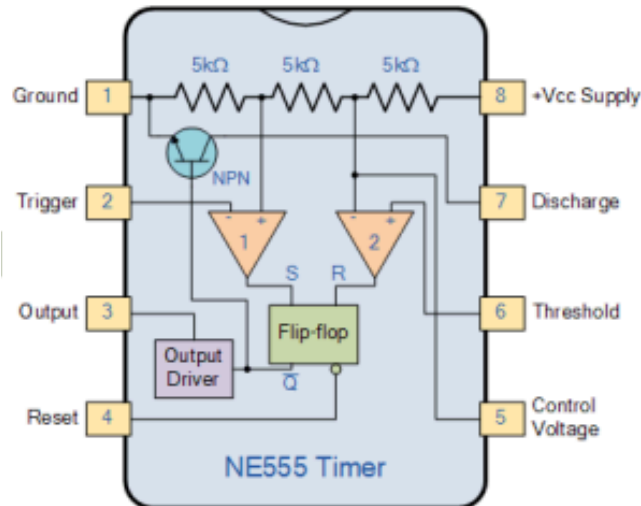 5kΩ 5kΩ 5kΩ
Ground 1
8 +Vcc Supply
NPN
Trigger 2
- +
- +
7 Discharge
1
2
S R
Output 3
6 Threshold
Flip-flop
Output
Driver
Q̅
Reset 4
5 Control
Voltage
NE555 Timer